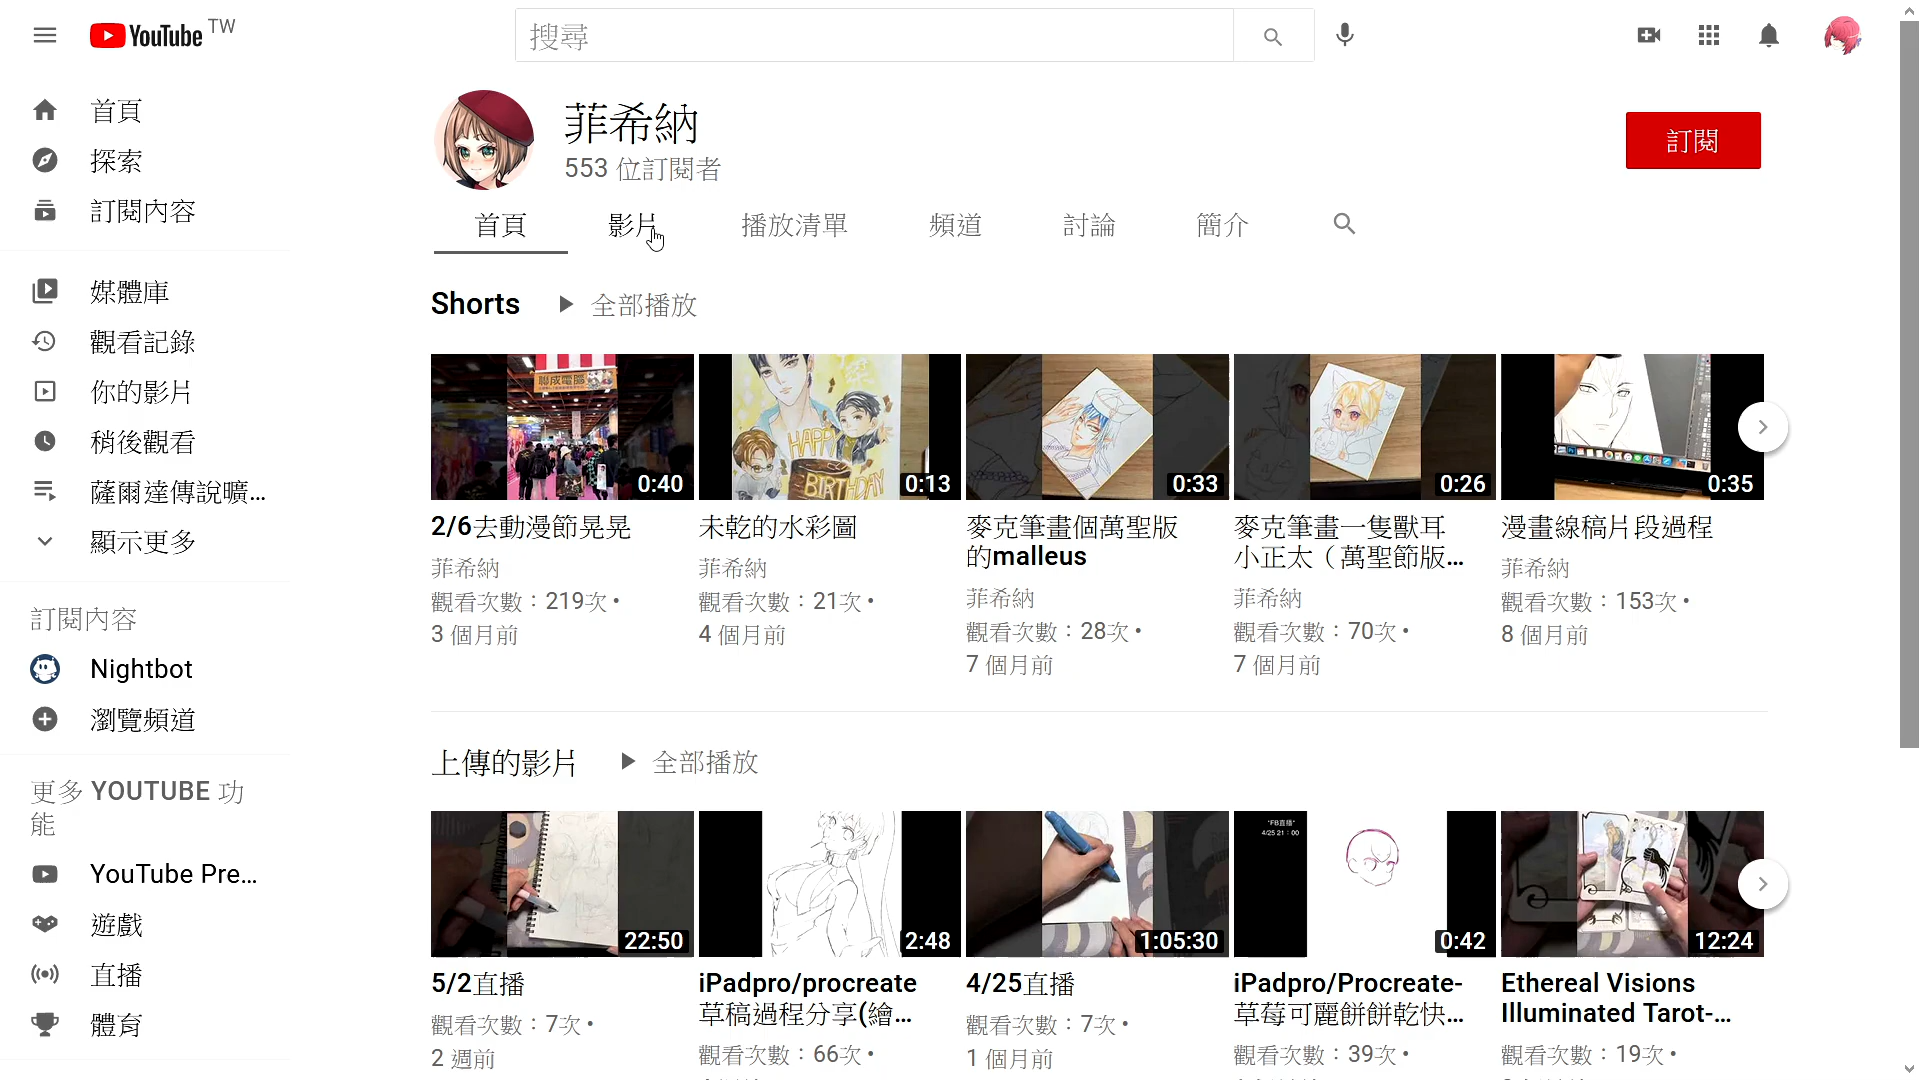 YouTube TW
搜尋
首頁
探索
訂閱內容
媒體庫
觀看記錄
你的影片
稍後觀看
薩爾達傳說曠...
顯示更多
訂閱內容
Nightbot
瀏覽頻道
更多 YOUTUBE 功
能
YouTube Pre...
遊戲
直播
體育
菲希納
553 位訂閱者
訂閱
首頁 影片 播放清單 頻道 討論 簡介
Shorts 全部播放
聯成電腦
0:40
2/6去動漫節晃晃
菲希納
觀看次數：219次 •
3 個月前
HAPPY
BIRTHDAY
0:13
未乾的水彩圖
菲希納
觀看次數：21次 •
4 個月前
0:33
麥克筆畫個萬聖版
的malleus
菲希納
觀看次數：28次 •
7 個月前
0:26
麥克筆畫一隻獸耳
小正太（萬聖節版...
菲希納
觀看次數：70次 •
7 個月前
0:35
漫畫線稿片段過程
菲希納
觀看次數：153次 •
8 個月前
上傳的影片 全部播放
22:50
5/2直播
觀看次數：7次 •
2 週前
2:48
iPadpro/procreate
草稿過程分享(繪...
觀看次數：66次 •
1:05:30
4/25直播
觀看次數：7次 •
1 個月前
"FB直播"
4/25 21：00
0:42
iPadpro/Procreate-
草莓可麗餅餅乾快...
觀看次數：39次 •
12:24
Ethereal Visions
Illuminated Tarot-...
觀看次數：19次 •